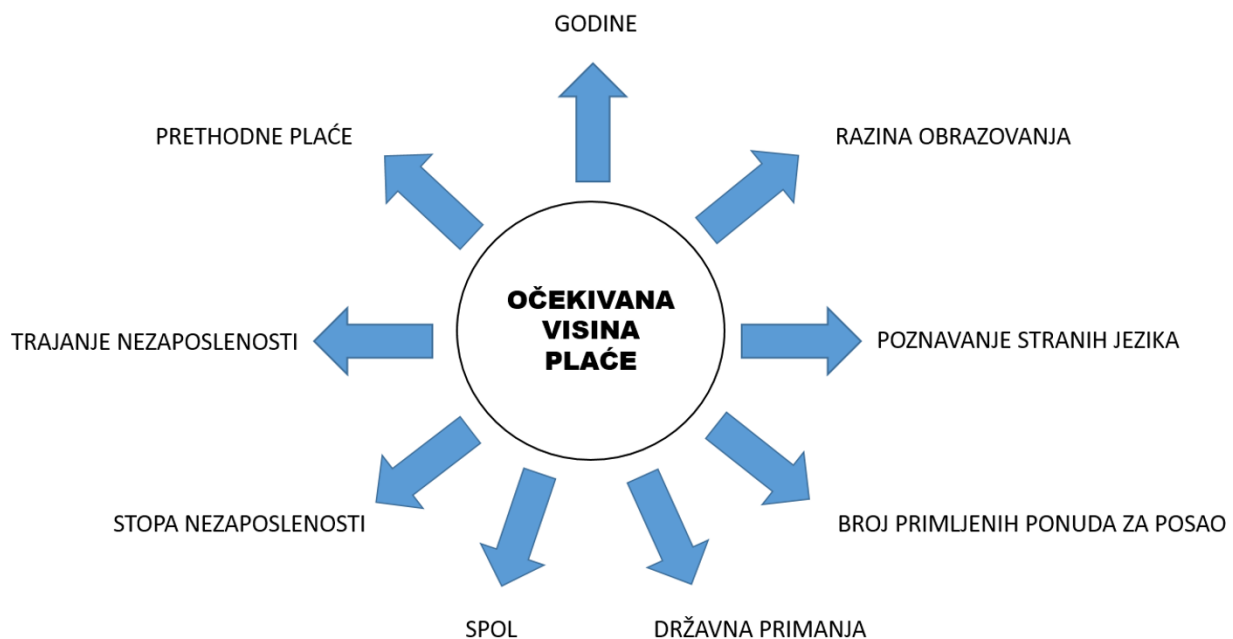 GODINE
PRETHODNE PLAĆE
RAZINA OBRAZOVANJA
OČEKIVANA
VISINA
PLAĆE
TRAJANJE NEZAPOSLENOSTI
POZNAVANJE STRANIH JEZIKA
STOPA NEZAPOSLENOSTI
BROJ PRIMLJENIH PONUDA ZA POSAO
SPOL
DRŽAVNA PRIMANJA